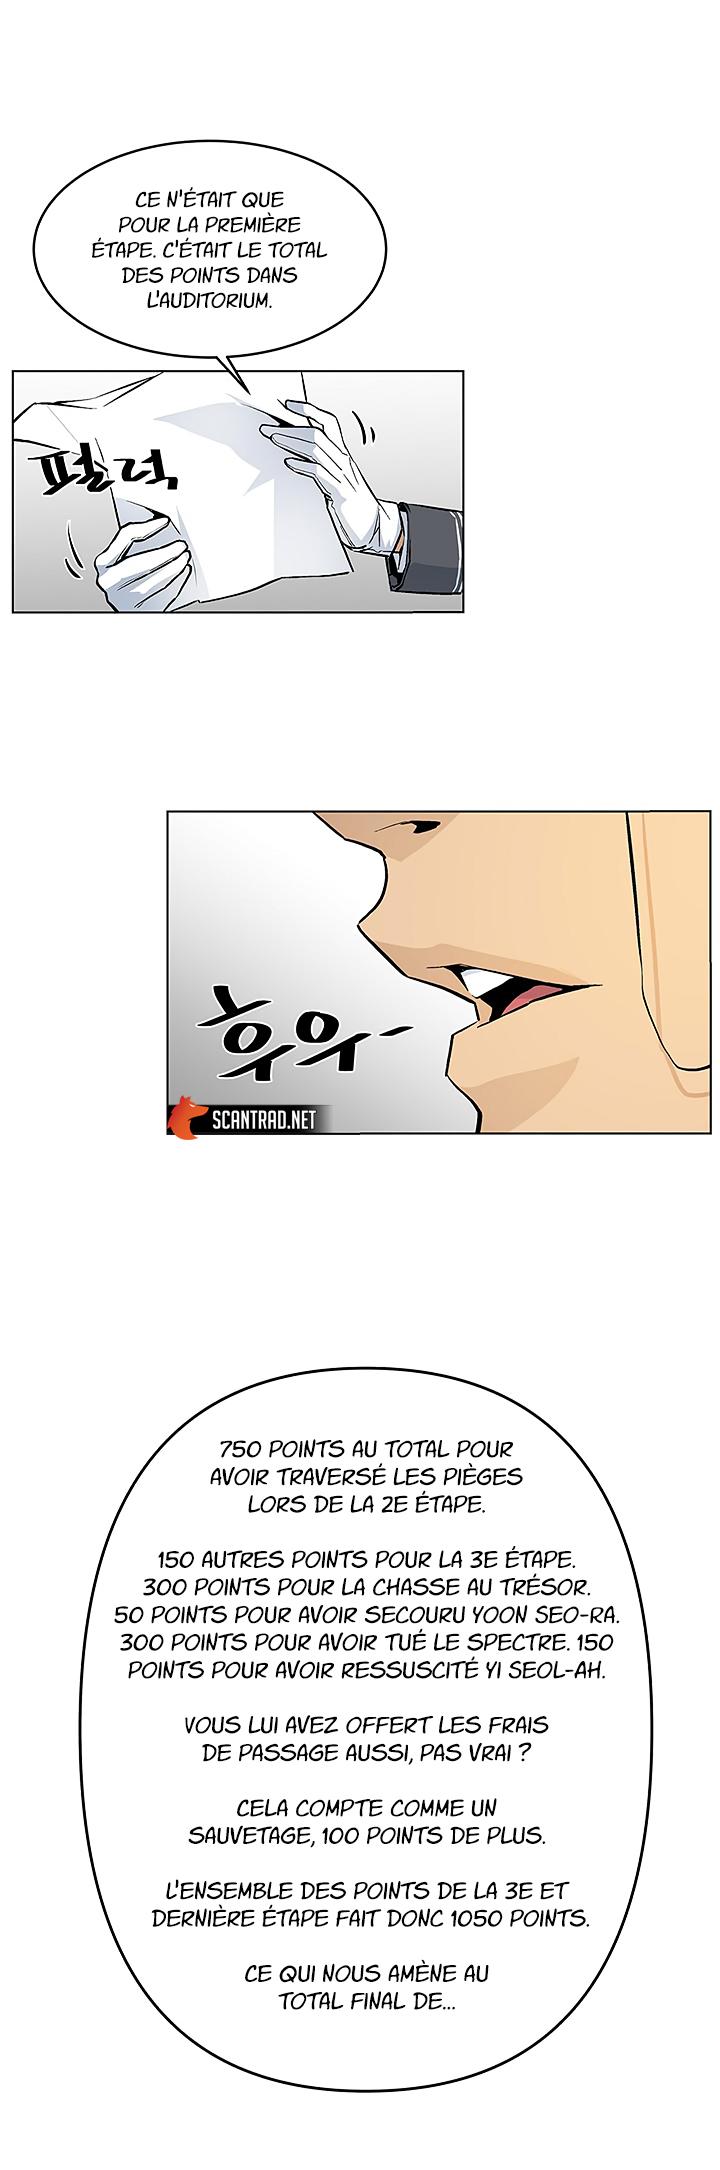 CE N'ÉTAIT QUE
POUR LA PREMIÈRE
ÉTAPE. C'ÉTAIT LE TOTAL
DES POINTS DANS
L'AUDITORIUM.
펄럭
후우-
SCANTRAD.NET
750 POINTS AU TOTAL POUR
AVOIR TRAVERSÉ LES PIÈGES
LORS DE LA 2E ÉTAPE.
150 AUTRES POINTS POUR LA 3E ÉTAPE.
300 POINTS POUR LA CHASSE AU TRÉSOR.
50 POINTS POUR AVOIR SECOURU YOON SEO-RA.
300 POINTS POUR AVOIR TUÉ LE SPECTRE. 150
POINTS POUR AVOIR RESSUSCITÉ YI SEOL-AH.
VOUS LUI AVEZ OFFERT LES FRAIS
DE PASSAGE AUSSI, PAS VRAI ?
CELA COMPTE COMME UN
SAUVETAGE, 100 POINTS DE PLUS.
L'ENSEMBLE DES POINTS DE LA 3E ET
DERNIÈRE ÉTAPE FAIT DONC 1050 POINTS.
CE QUI NOUS AMÈNE AU
TOTAL FINAL DE...